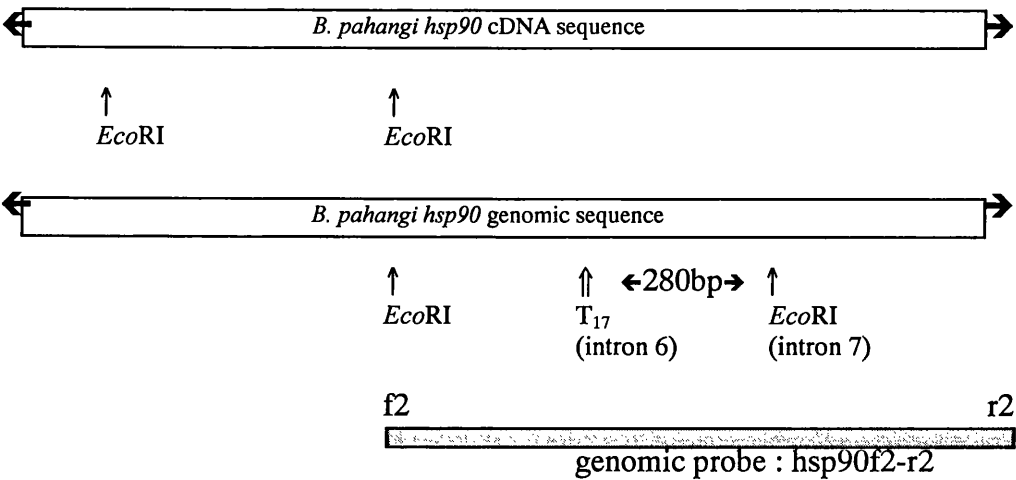 B. pahangi hsp90 cDNA sequence
EcoRI EcoRI
B. pahangi hsp90 genomic sequence
280bp
EcoRI T17 EcoRI
(intron 6) (intron 7)
f2 r2
genomic probe : hsp90f2-r2